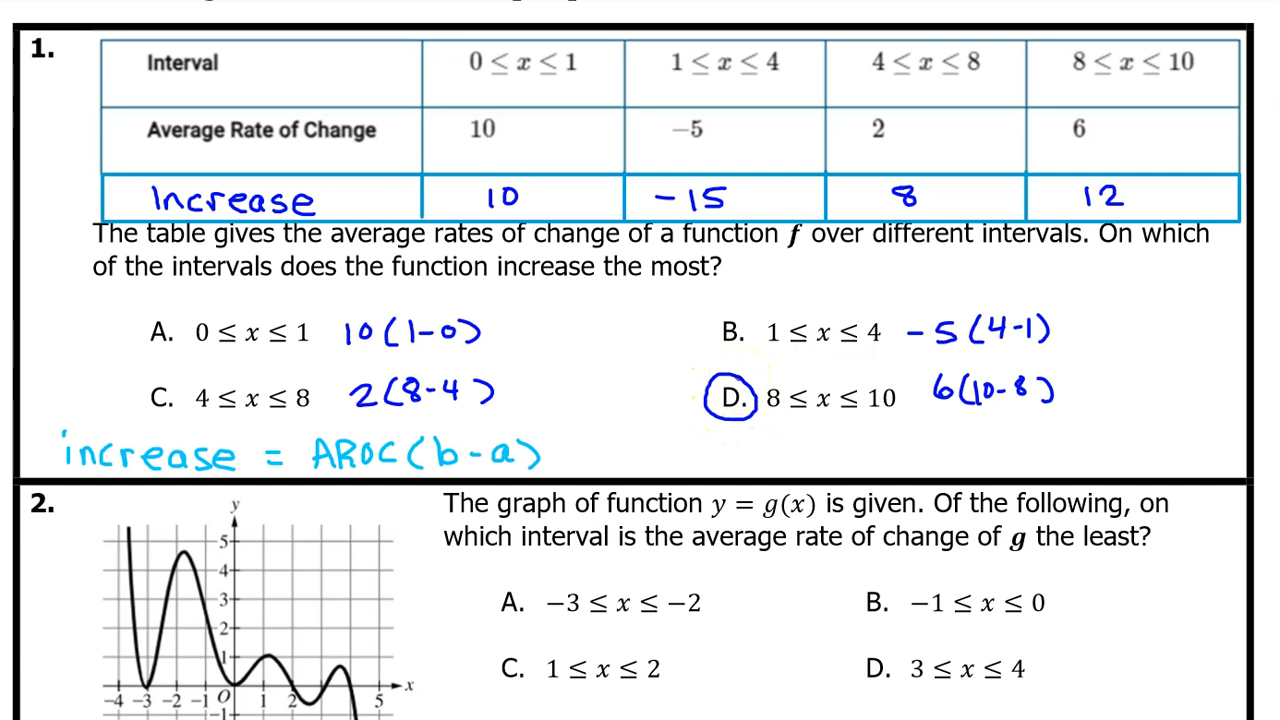 1.
Interval 0 ≤ x ≤ 1 1 ≤ x ≤ 4 4 ≤ x ≤ 8 8 ≤ x ≤ 10
Average Rate of Change 10 −5 2 6
Increase 10 -15 8 12
The table gives the average rates of change of a function f over different intervals. On which
of the intervals does the function increase the most?
A. 0 ≤ x ≤ 1 10(1-0) B. 1 ≤ x ≤ 4 -5(4-1)
C. 4 ≤ x ≤ 8 2(8-4) D. 8 ≤ x ≤ 10 6(10-8)
increase = AROC(b-a)
2.
The graph of function y = g(x) is given. Of the following, on
which interval is the average rate of change of g the least?
A. −3 ≤ x ≤ −2 B. −1 ≤ x ≤ 0
C. 1 ≤ x ≤ 2 D. 3 ≤ x ≤ 4
y
5
4
3
2
1
-4 -3 -2 -1 O 1 2 5 x
-1